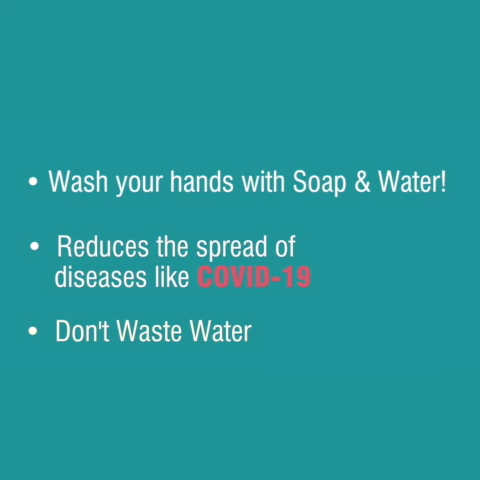 • Wash your hands with Soap & Water!
• Reduces the spread of
diseases like COVID-19
• Don't Waste Water